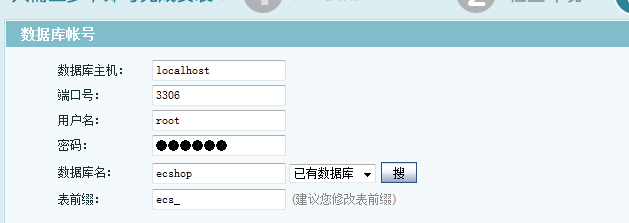 1
2
数据库帐号
数据库主机: localhost
端口号: 3306
用户名: root
密码: ●●●●●●
数据库名: ecshop 已有数据库 搜
表前缀: ecs_ (建议您修改表前缀)